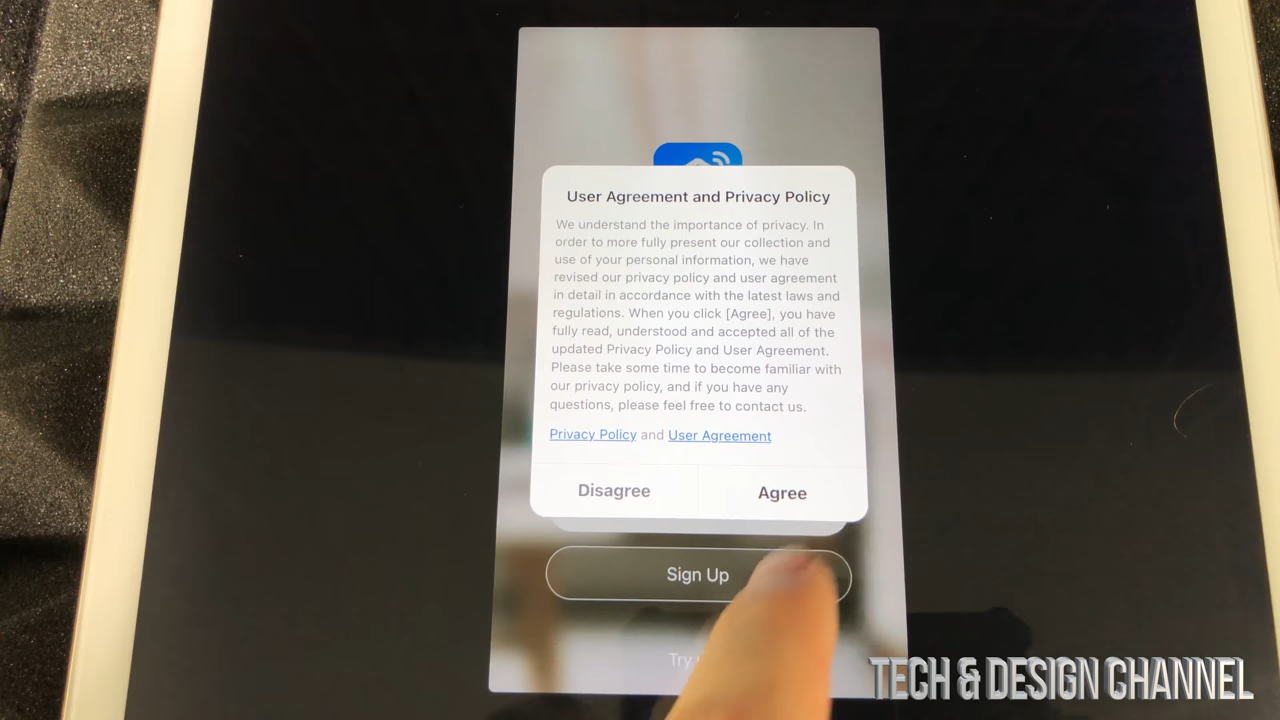 User Agreement and Privacy Policy
We understand the importance of privacy. In
order to more fully present our collection and
use of your personal information, we have
revised our privacy policy and user agreement
in detail in accordance with the latest laws and
regulations. When you click [Agree], you have
fully read, understood and accepted all of the
updated Privacy Policy and User Agreement.
Please take some time to become familiar with
our privacy policy, and if you have any
questions, please feel free to contact us.
Privacy Policy and User Agreement
Disagree Agree
Sign Up
Try
TECH & DESIGN CHANNEL